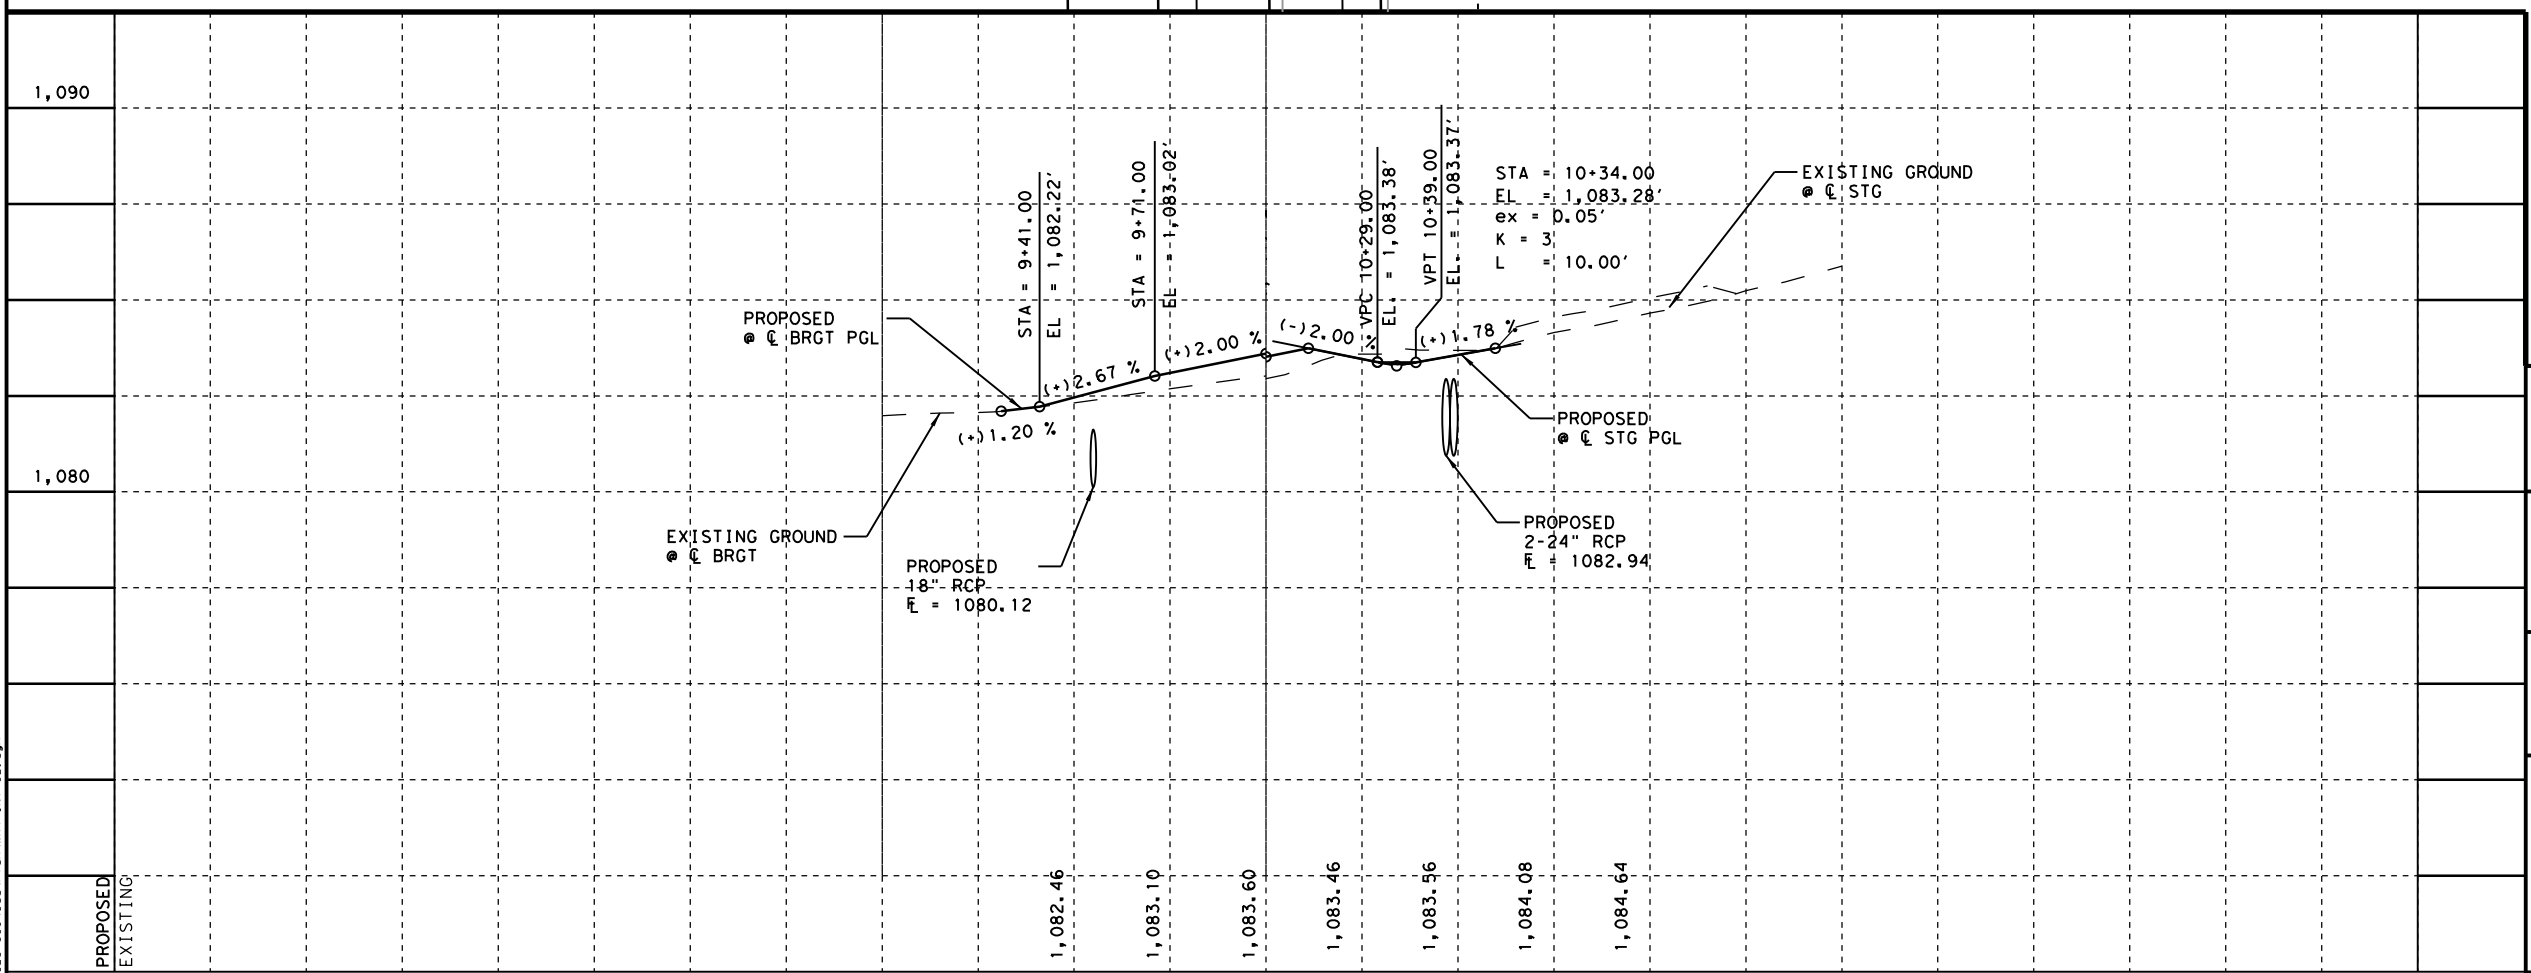 1,090
1,080
STA = 9+41.00
EL = 1,082.22'
STA = 9+71.00
EL = 1,083.02'
VPC 10+29.00
EL. = 1,083.38'
VPT 10+39.00
EL. = 1,083.37'
STA = 10+34.00
EL = 1,083.28'
ex = 0.05'
K = 3
L = 10.00'
EXISTING GROUND
@ ℄ STG
PROPOSED
@ ℄ BRGT PGL
(+)1.20 %
(+)2.67 %
(+)2.00 %
(-)2.00 %
(+)1.78 %
PROPOSED
@ ℄ STG PGL
EXISTING GROUND
@ ℄ BRGT
PROPOSED
18" RCP
FL = 1080.12
PROPOSED
2-24" RCP
FL = 1082.94
PROPOSED
EXISTING
1,082.46
1,083.10
1,083.60
1,083.46
1,083.56
1,084.08
1,084.64